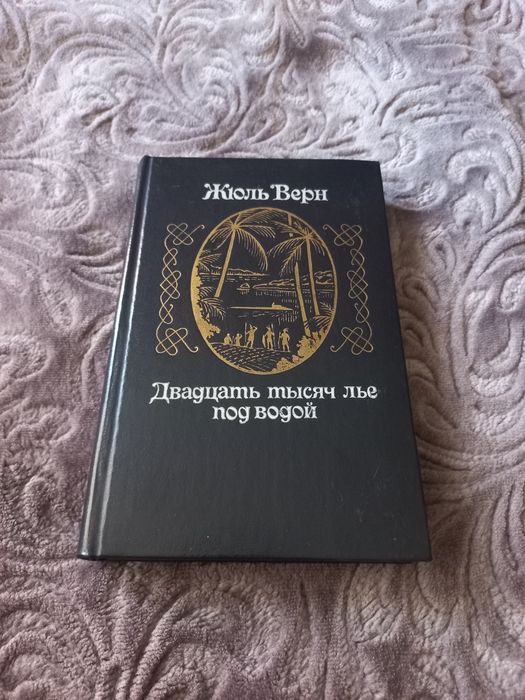 Жюль Верн
Двадцать тысяч лье
под водой